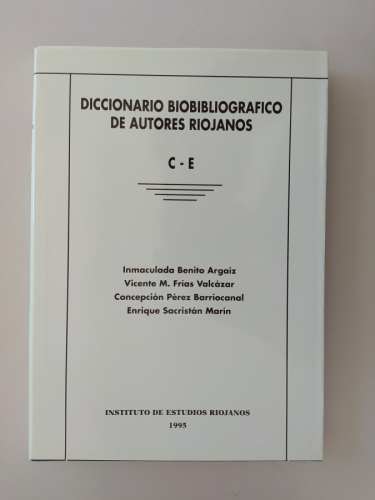 DICCIONARIO BIOBIBLIOGRAFICO
DE AUTORES RIOJANOS
C - E
Inmaculada Benito Argaiz
Vicente M. Frías Valcázar
Concepción Pérez Barriocanal
Enrique Sacristán Marín
INSTITUTO DE ESTUDIOS RIOJANOS
1995